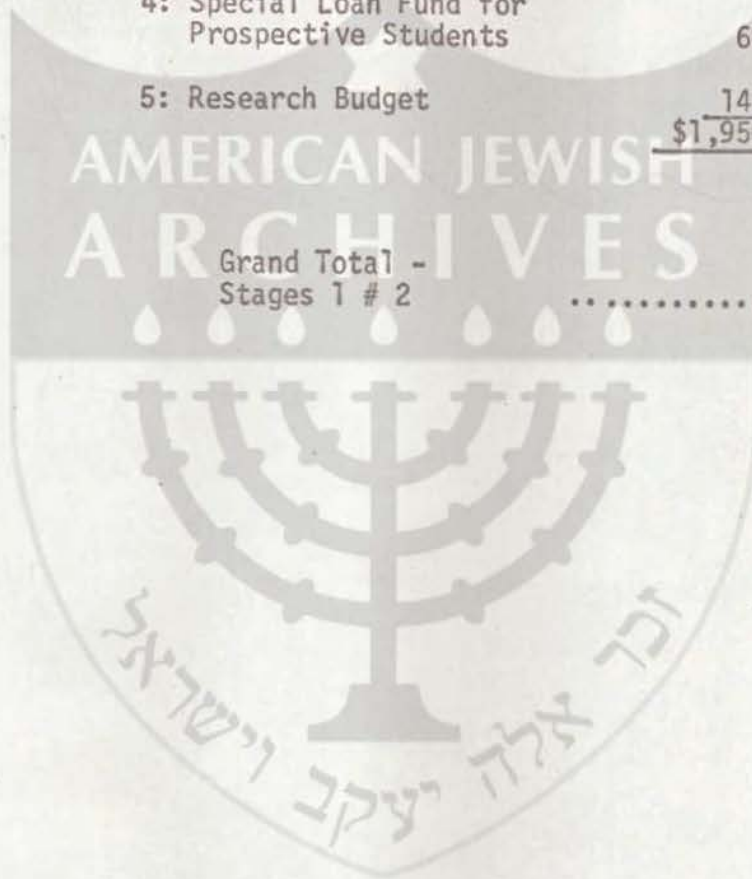 4: Special Loan Fund for
Prospective Students 6
5: Research Budget 14
$1,95
AMERICAN JEWISH
ARCHIVES
Grand Total -
Stages 1 # 2 ............
זכר אלה יעקב וישראל